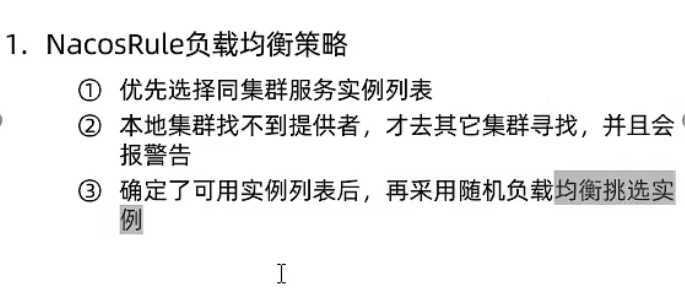 1. NacosRule负载均衡策略
① 优先选择同集群服务实例列表
② 本地集群找不到提供者，才去其它集群寻找，并且会
报警告
③ 确定了可用实例列表后，再采用随机负载均衡挑选实
例